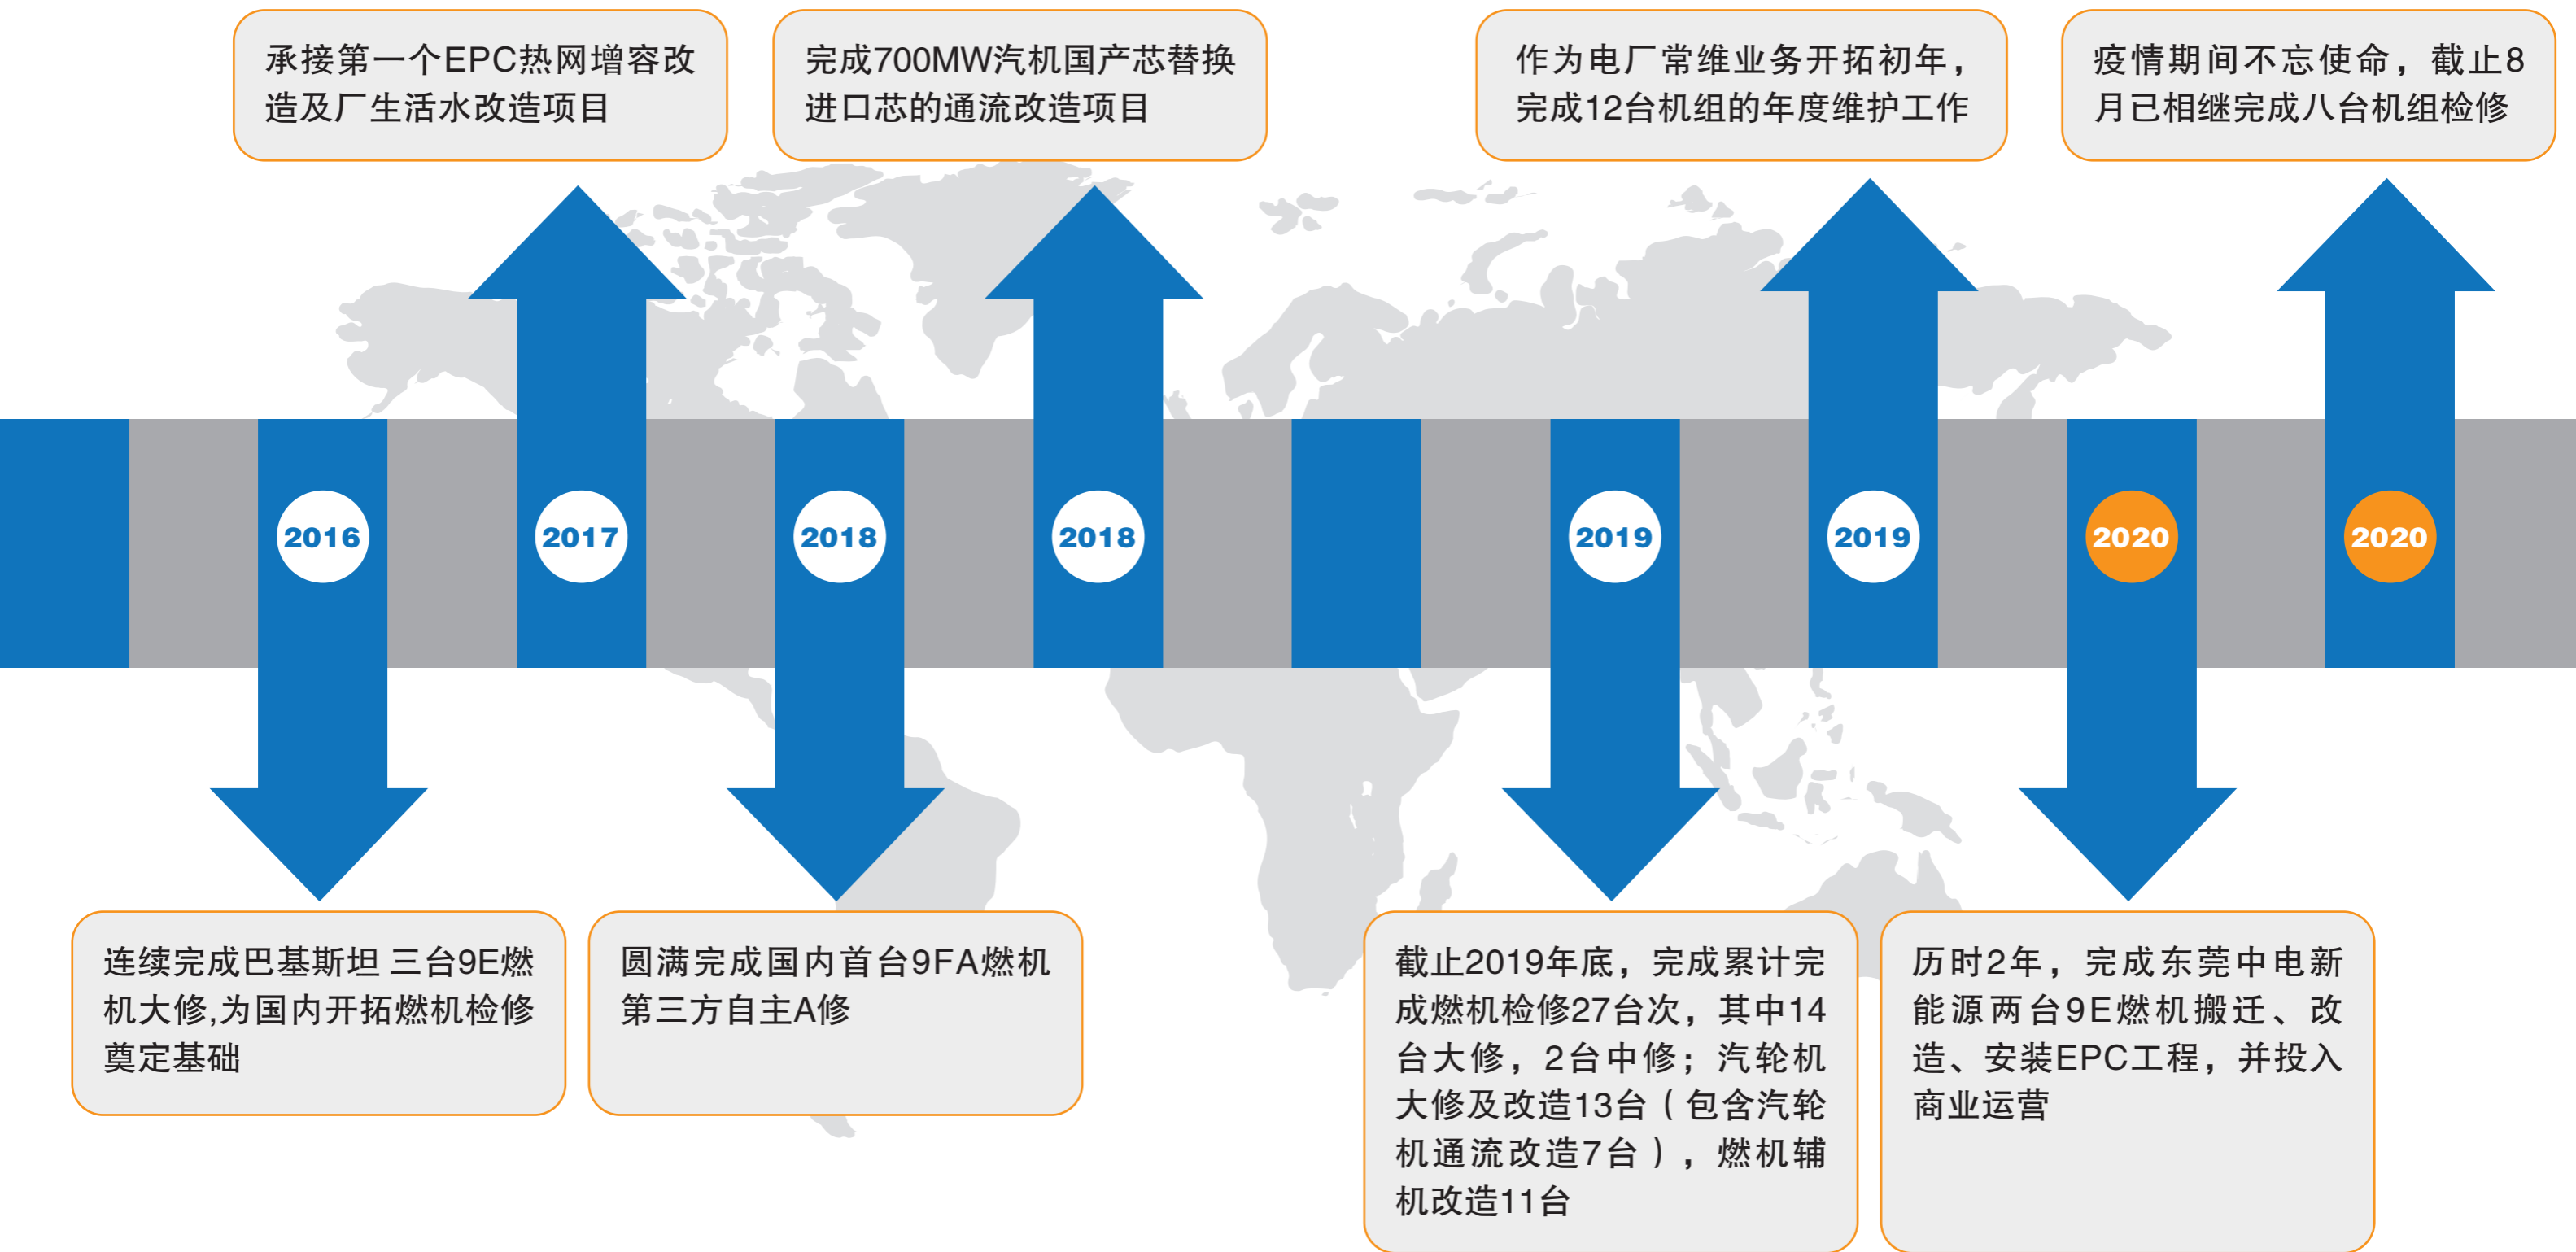 承接第一个EPC热网增容改
造及厂生活水改造项目
完成700MW汽机国产芯替换
进口芯的通流改造项目
作为电厂常维业务开拓初年，
完成12台机组的年度维护工作
疫情期间不忘使命，截止8
月已相继完成八台机组检修
2016
2017
2018
2018
2019
2019
2020
2020
连续完成巴基斯坦 三台9E燃
机大修,为国内开拓燃机检修
奠定基础
圆满完成国内首台9FA燃机
第三方自主A修
截止2019年底，完成累计完
成燃机检修27台次，其中14
台大修，2台中修；汽轮机
大修及改造13台（包含汽轮
机通流改造7台），燃机辅
机改造11台
历时2年，完成东莞中电新
能源两台9E燃机搬迁、改
造、安装EPC工程，并投入
商业运营